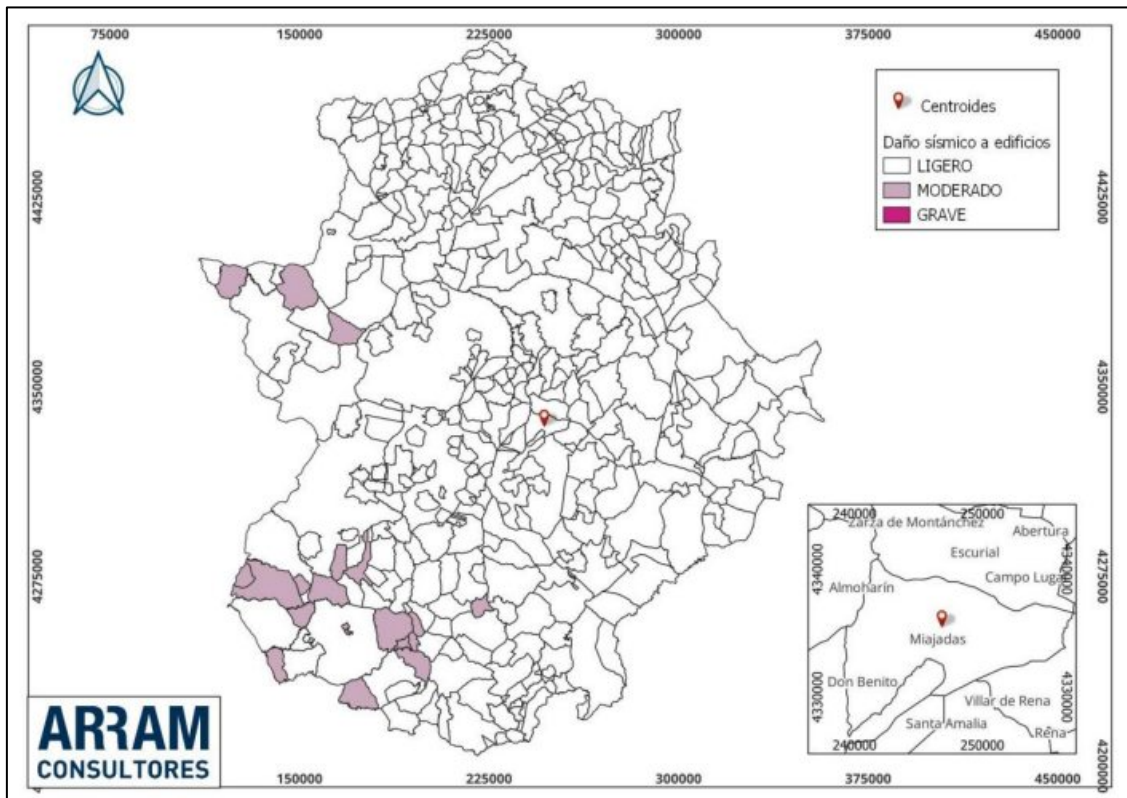 75000 150000 225000 300000 375000 450000
Centroides
Daño sísmico a edificios
LIGERO
MODERADO
GRAVE
4425000 4425000
4350000 4350000
4275000 4275000
4200000
240000 250000
Zarza de Montánchez
Abertura
Escurial
4340000 4340000
Campo Lugar
Almoharín
Miajadas
Don Benito
4330000 4330000
Villar de Rena
Santa Amalia
Rena
240000 250000
ARRAM
CONSULTORES
150000 225000 300000 375000 450000